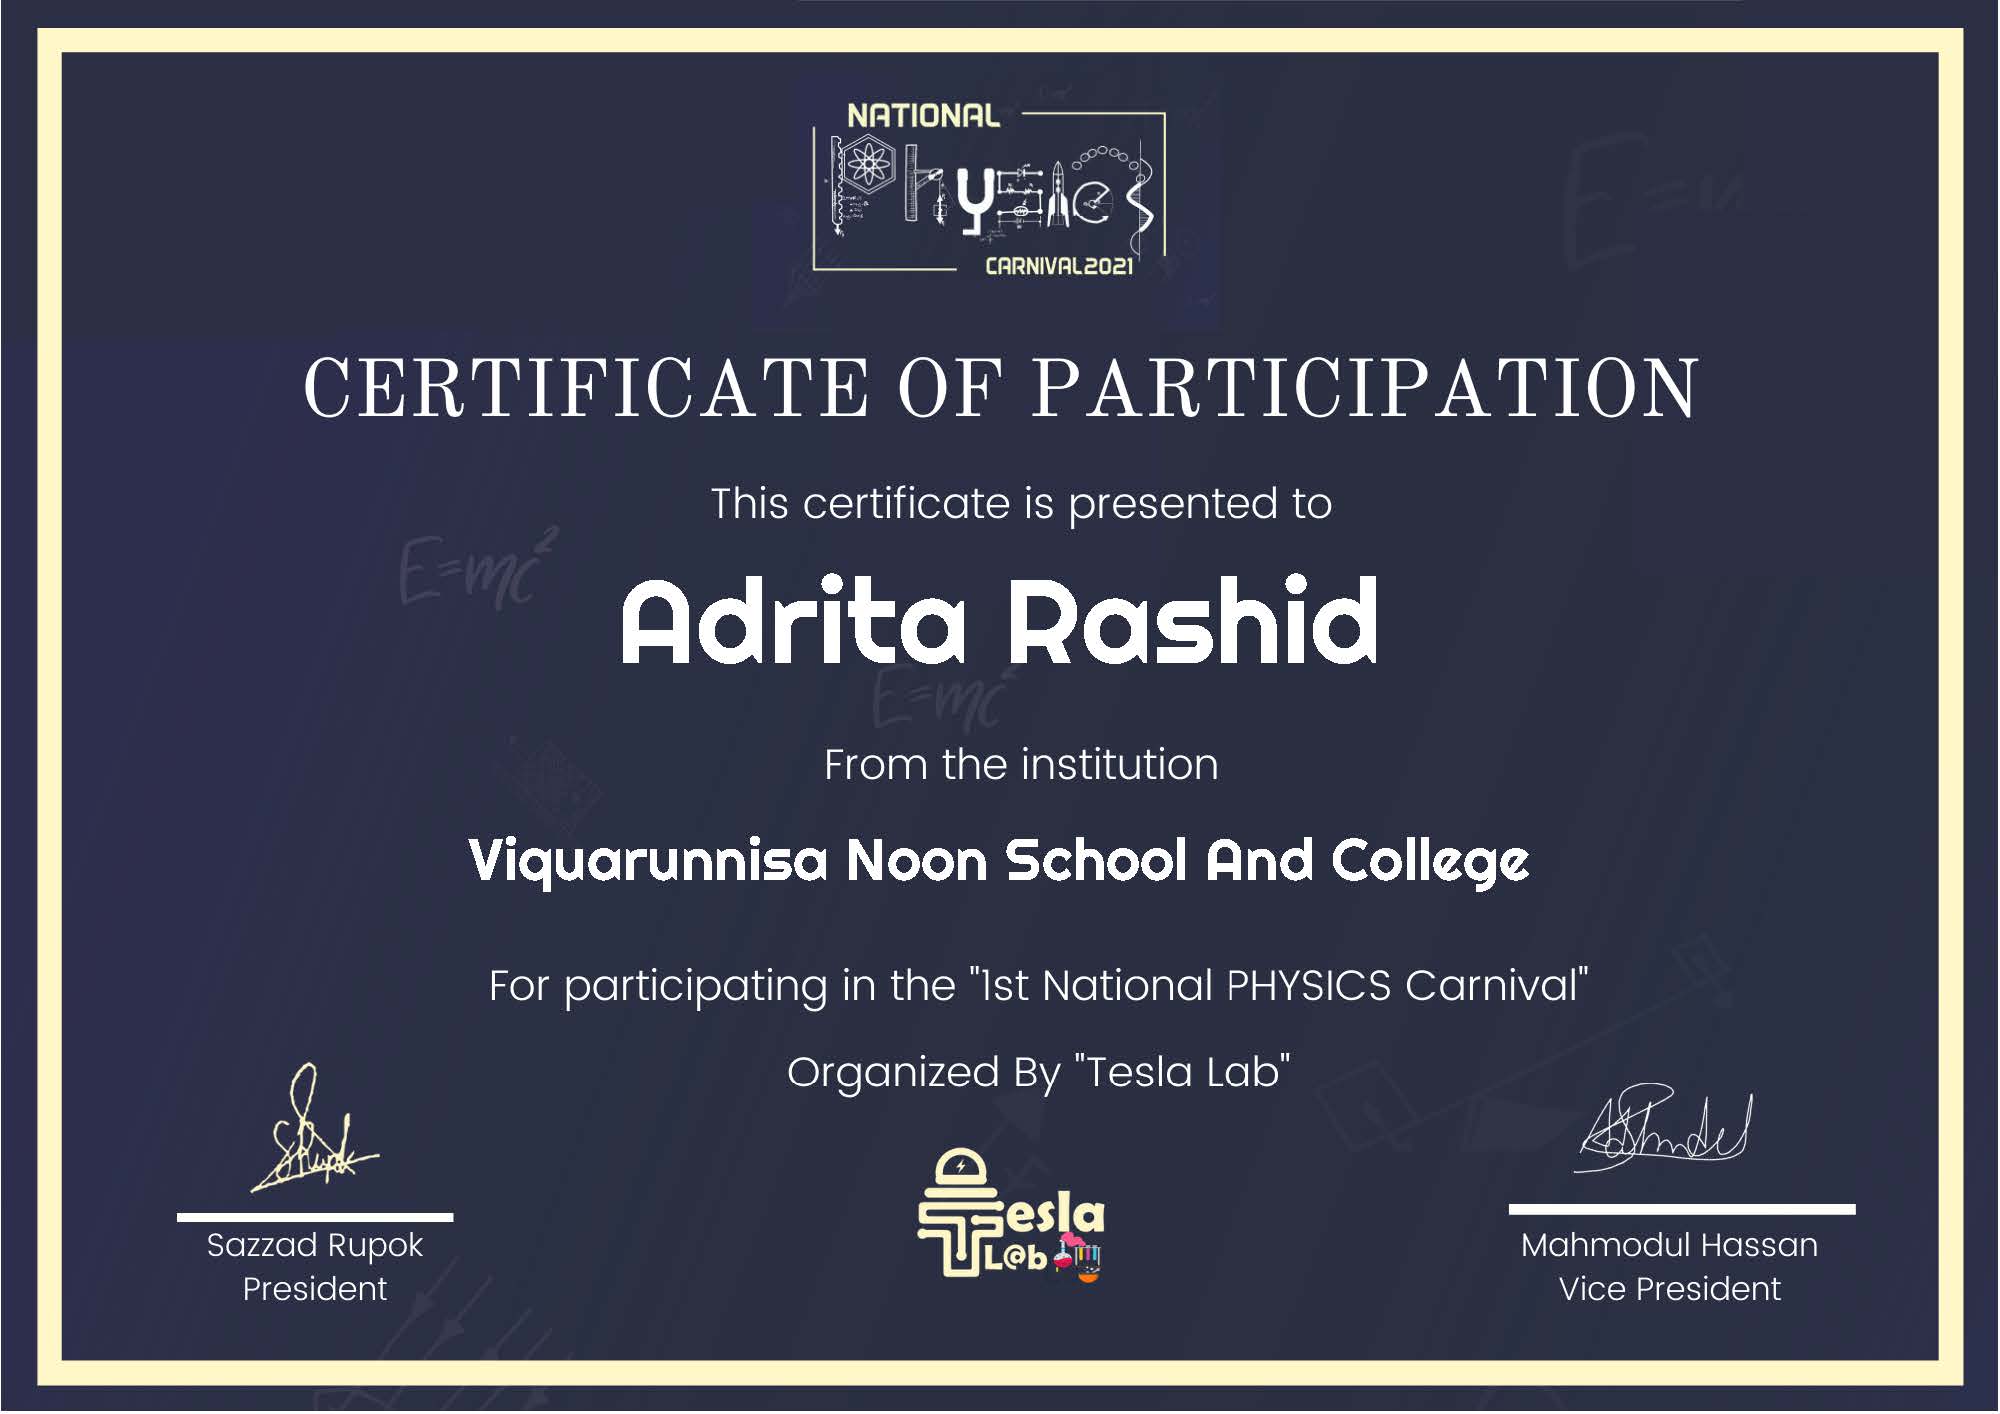 NATIONAL
Physics
CARNIVAL2021
CERTIFICATE OF PARTICIPATION
This certificate is presented to
E=mc²
Adrita Rashid
E=mc²
From the institution
Viquarunnisa Noon School And College
For participating in the "1st National PHYSICS Carnival"
Organized By "Tesla Lab"
Tesla
L@b
Sazzad Rupok
President
Mahmodul Hassan
Vice President